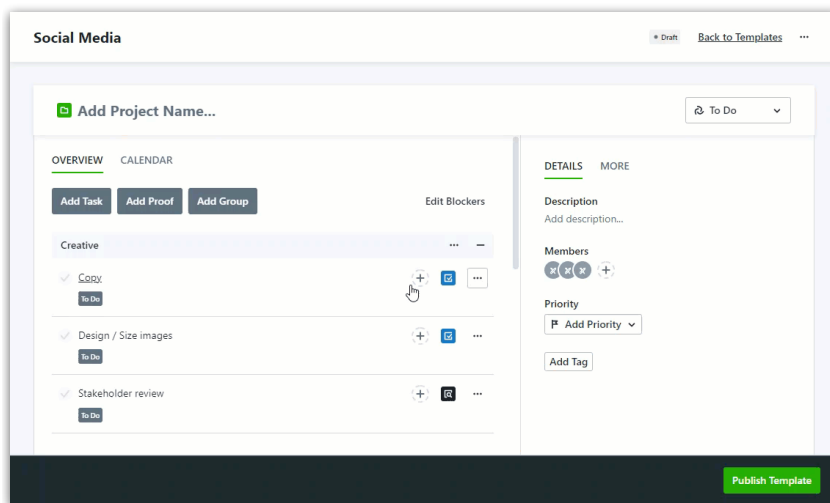 Social Media
Draft
Back to Templates
Add Project Name...
To Do
OVERVIEW CALENDAR
Add Task Add Proof Add Group
Edit Blockers
Creative
Copy
To Do
Design / Size images
To Do
Stakeholder review
To Do
DETAILS MORE
Description
Add description...
Members
Priority
Add Priority
Add Tag
Publish Template